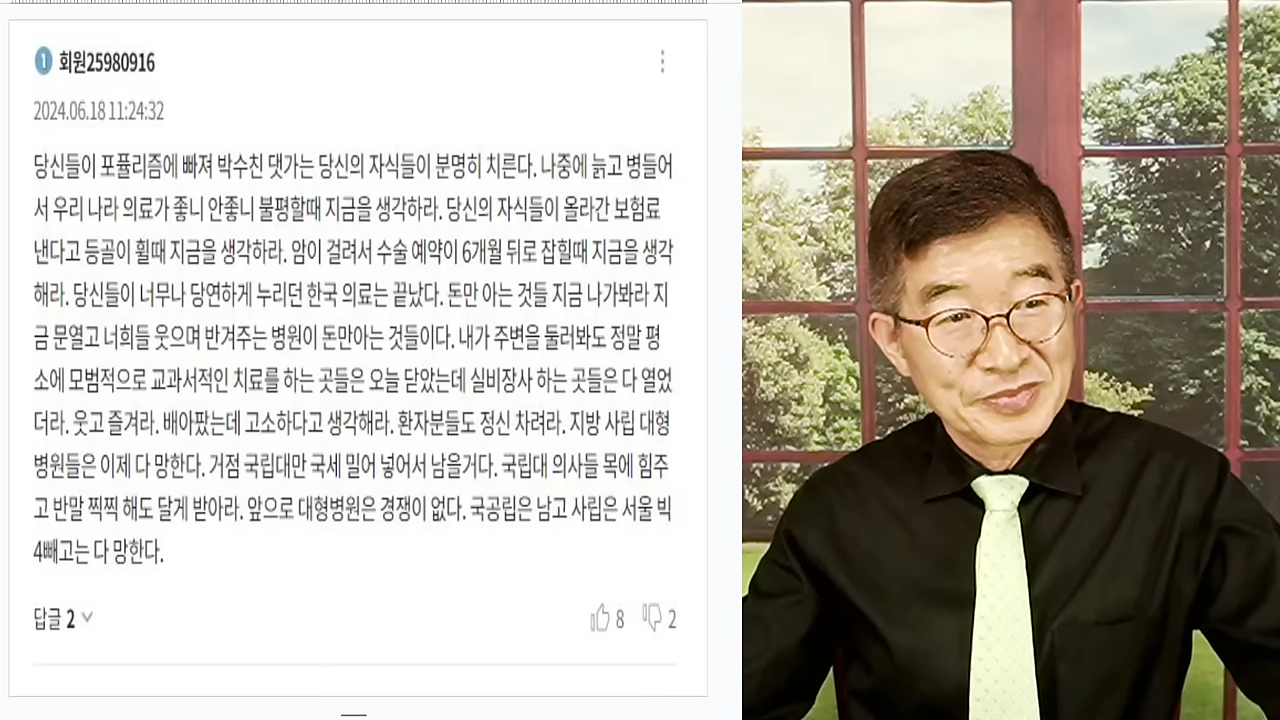 1 회원25980916
2024.06.18 11:24:32
당신들이 포퓰리즘에 빠져 박수친 댓가는 당신의 자식들이 분명히 치른다. 나중에 늙고 병들어
서 우리 나라 의료가 좋니 안좋니 불평할때 지금을 생각하라. 당신의 자식들이 올라간 보험료
낸다고 등골이 휠때 지금을 생각하라. 암이 걸려서 수술 예약이 6개월 뒤로 잡힐때 지금을 생각
해라. 당신들이 너무나 당연하게 누리던 한국 의료는 끝났다. 돈만 아는 것들 지금 나가봐라 지
금 문열고 너희들 웃으며 반겨주는 병원이 돈만아는 것들이다. 내가 주변을 둘러봐도 정말 평
소에 모범적으로 교과서적인 치료를 하는 곳들은 오늘 닫았는데 실비장사 하는 곳들은 다 열었
더라. 웃고 즐겨라. 배아팠는데 고소하다고 생각해라. 환자분들도 정신 차려라. 지방 사립 대형
병원들은 이제 다 망한다. 거점 국립대만 국세 밀어 넣어서 남을거다. 국립대 의사들 목에 힘주
고 반말 찍찍 해도 달게 받아라. 앞으로 대형병원은 경쟁이 없다. 국공립은 남고 사립은 서울 빅
4빼고는 다 망한다.
답글 2
8 2